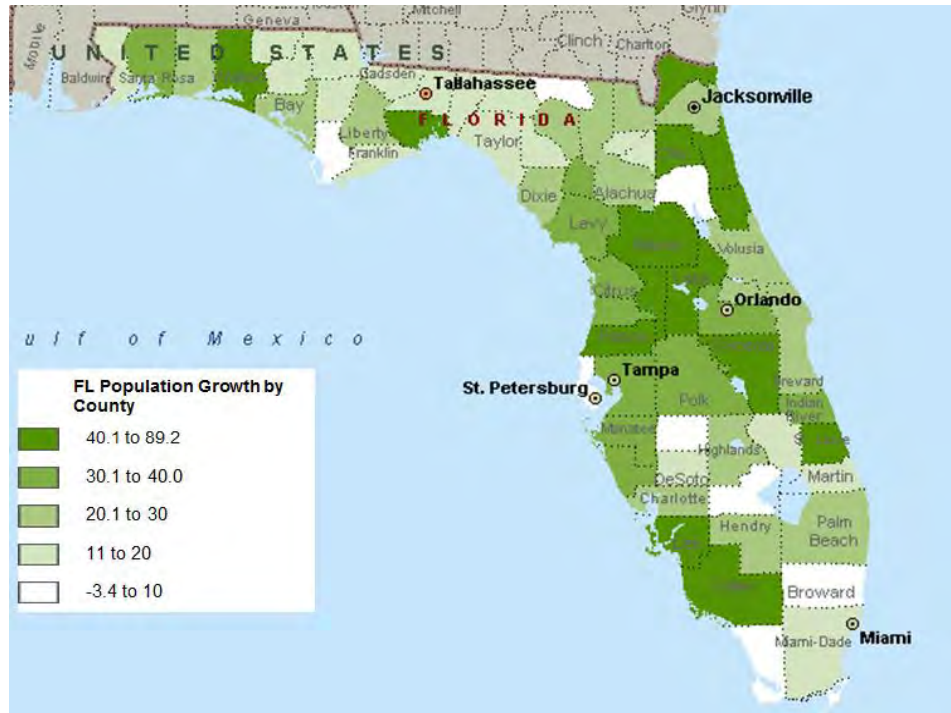 Mitchell
Glynn
Geneva
Clinch
Charlton
UNITED STATES
Mobile
Baldwin
Santa Rosa
Gadsden
Tallahassee
Jacksonville
Bay
FLORIDA
Liberty
Taylor
Franklin
Dixie
Alachua
Levy
Volusia
Citrus
Orlando
ulf of Mexico
Tampa
St. Petersburg
Brevard
Polk
Indian
River
Manatee
Highlands
DeSoto
Martin
Charlotte
Hendry
Palm
Beach
Broward
Miami
Miami-Dade
FL Population Growth by
County
40.1 to 89.2
30.1 to 40.0
20.1 to 30
11 to 20
-3.4 to 10